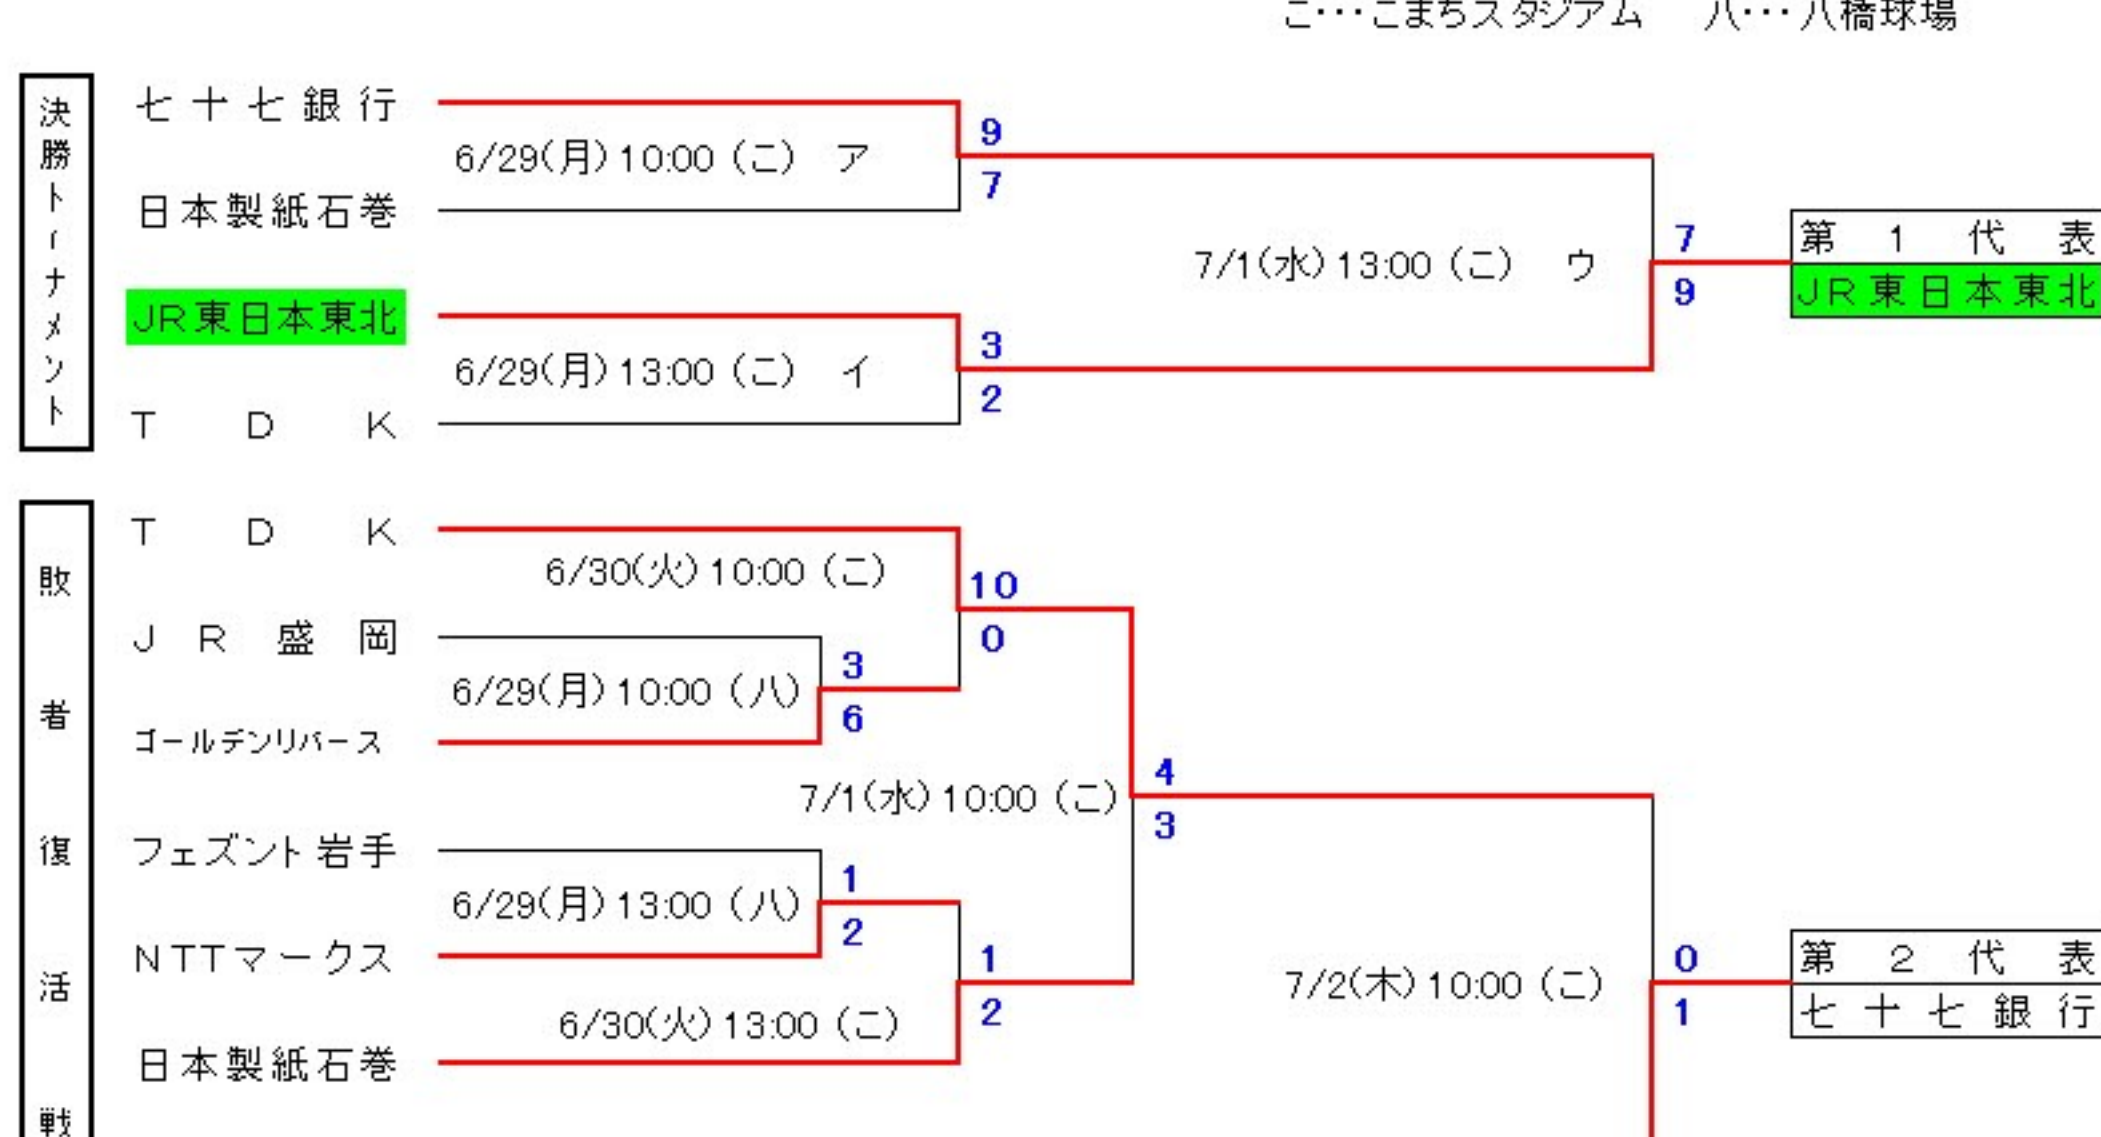 こ・・・こまちスタジアム 八・・・八橋球場
決勝トーナメント
七十七銀行
9
6/29(月)10:00 (こ) ア
7
日本製紙石巻
7/1(水)13:00 (こ) ウ
7
第1代表
9
JR東日本東北
JR東日本東北
3
6/29(月)13:00 (こ) イ
2
TDK
敗者復活戦
TDK
6/30(火)10:00 (こ)
10
0
JR盛岡
3
6/29(月)10:00 (八)
6
ゴールデンリバース
7/1(水)10:00 (こ)
4
3
フェズント岩手
1
6/29(月)13:00 (八)
2
NTTマークス
1
6/30(火)13:00 (こ)
2
日本製紙石巻
7/2(木)10:00 (こ)
0
第2代表
1
七十七銀行